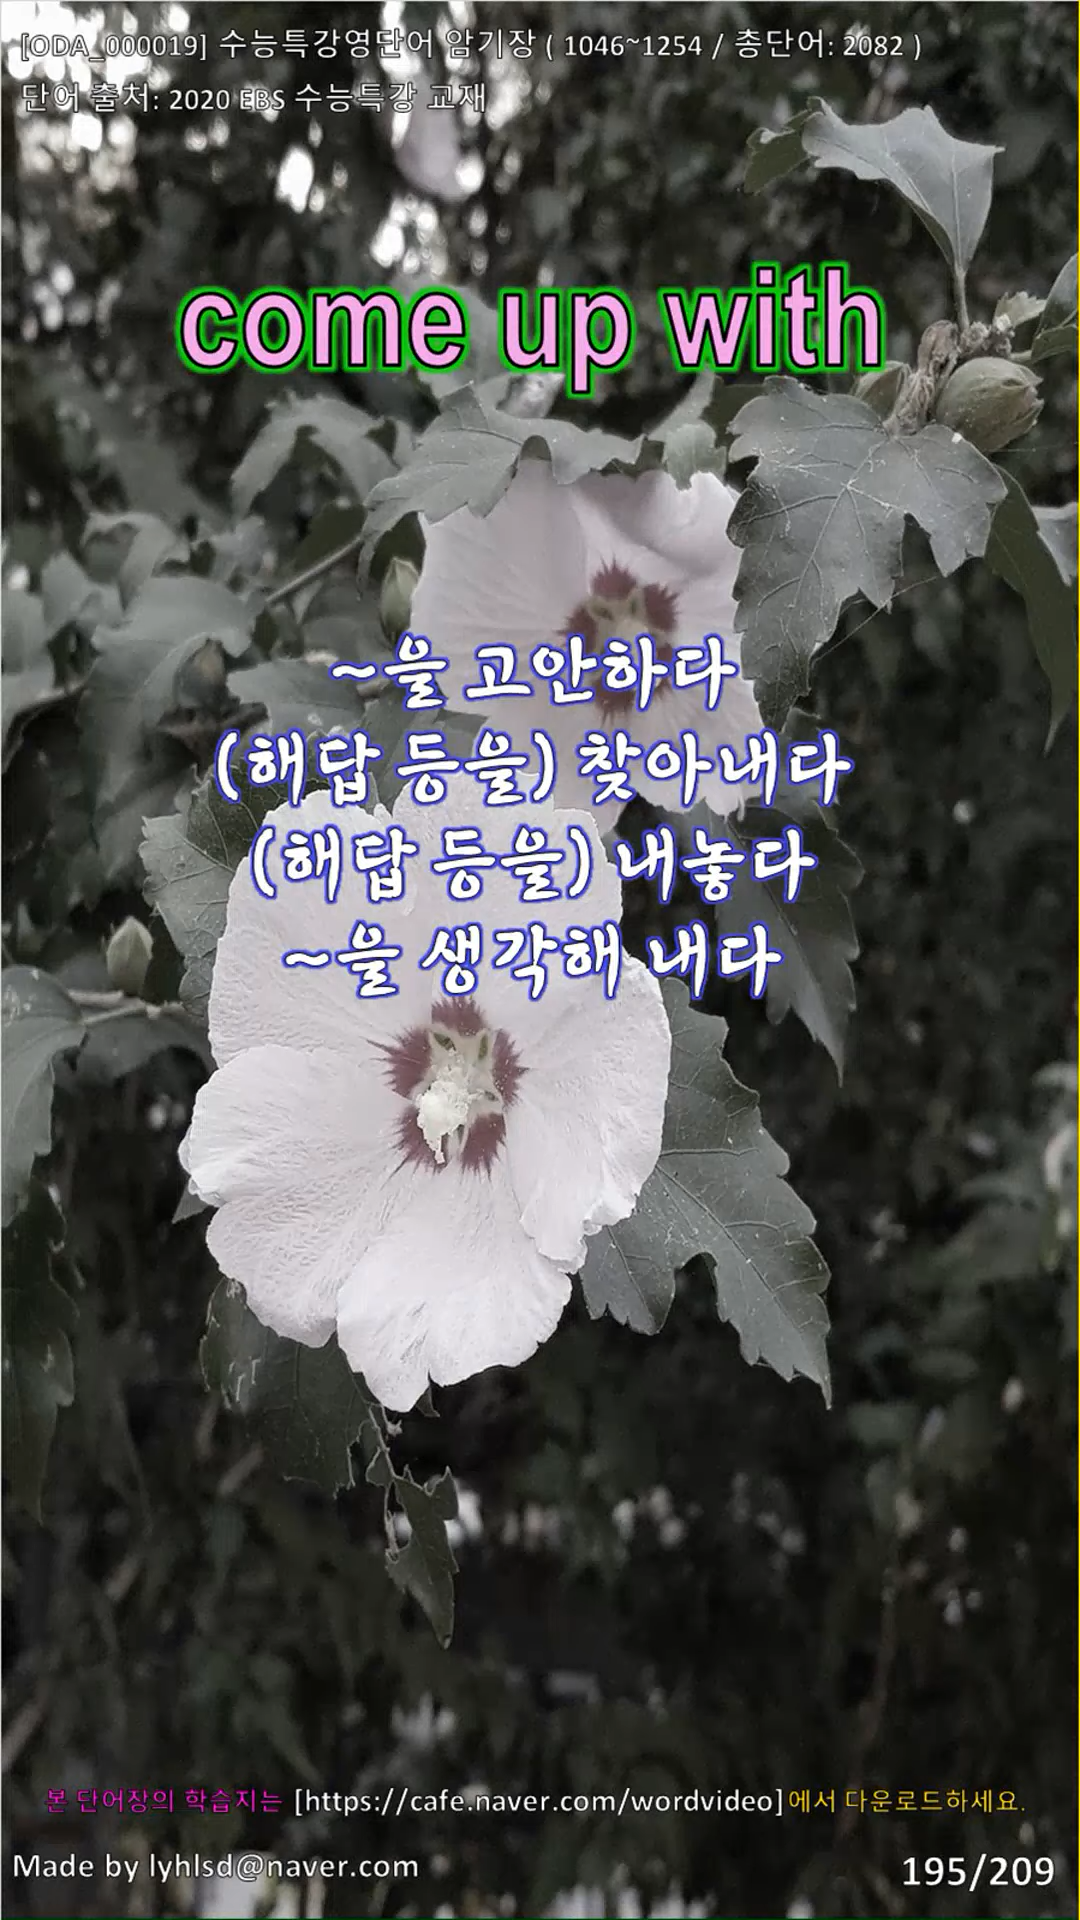 [ODA_000019] 수능특강영단어 암기장 ( 1046~1254 / 총단어: 2082 )
단어 출처: 2020 EBS 수능특강 교재
come up with
~을 고안하다
(해답 등을) 찾아내다
(해답 등을) 내놓다
~을 생각해 내다
본 단어장의 학습지는 [https://cafe.naver.com/wordvideo]에서 다운로드하세요.
Made by lyhlsd@naver.com
195/209